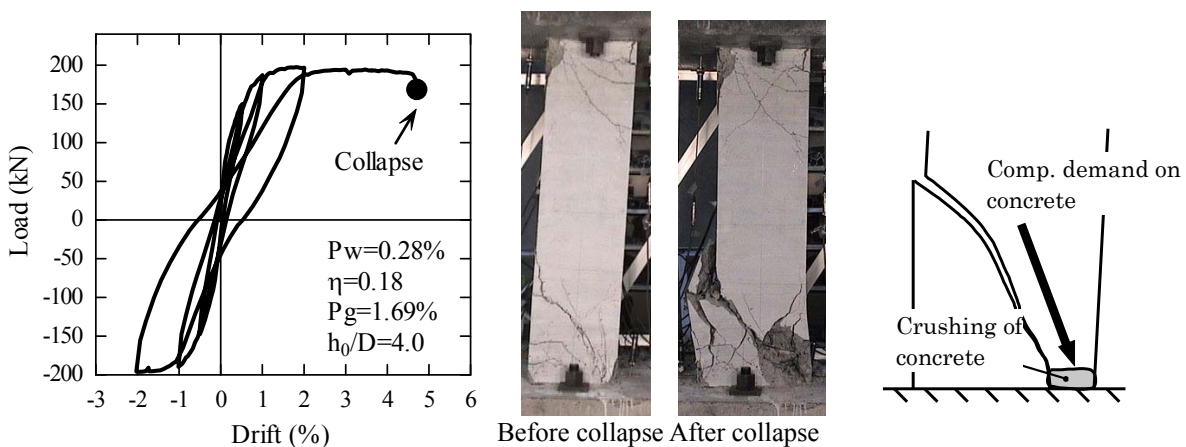 200
150
100
50
0
-50
-100
-150
-200
Load (kN)
-3 -2 -1 0 1 2 3 4 5 6
Drift (%)
Collapse
Pw=0.28%
η=0.18
Pg=1.69%
h₀/D=4.0
Before collapse After collapse
Comp. demand on
concrete
Crushing of
concrete